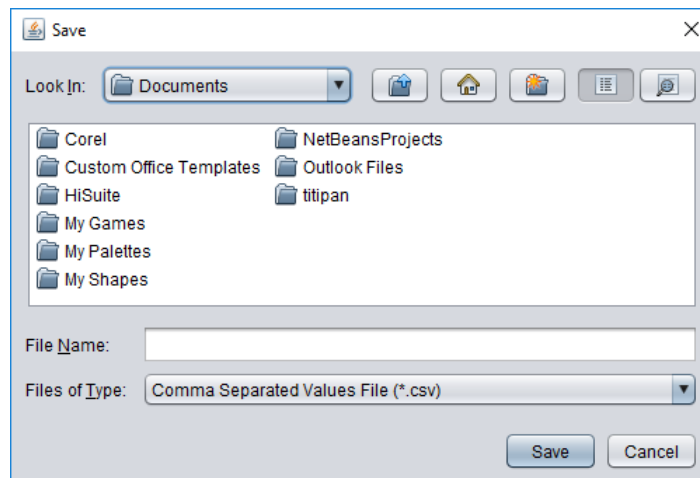 Save
Look In: Documents
Corel
Custom Office Templates
HiSuite
My Games
My Palettes
My Shapes
NetBeansProjects
Outlook Files
titipan
File Name:
Files of Type: Comma Separated Values File (*.csv)
Save Cancel